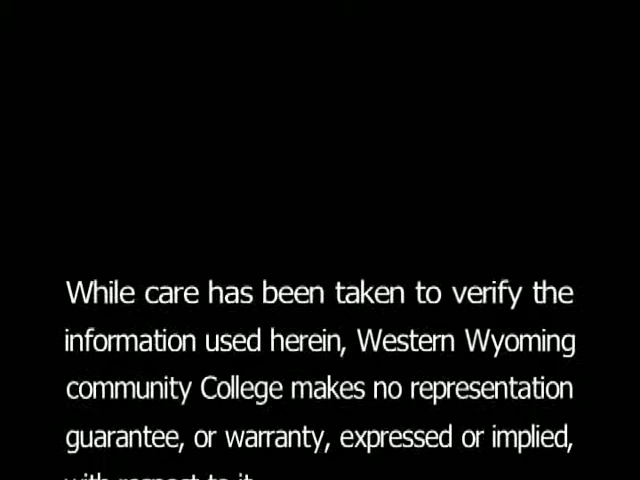 While care has been taken to verify the
information used herein, Western Wyoming
community College makes no representation
guarantee, or warranty, expressed or implied,
with respect to it